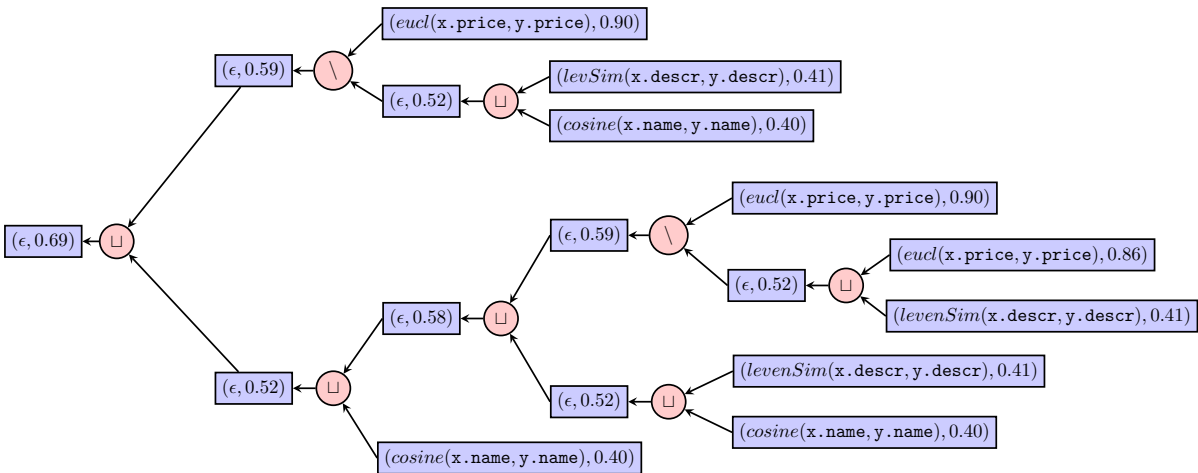 (eucl(x.price, y.price), 0.90)
(ϵ, 0.59)
\
(levSim(x.descr, y.descr), 0.41)
(ϵ, 0.52)
⊔
(cosine(x.name, y.name), 0.40)
(eucl(x.price, y.price), 0.90)
(ϵ, 0.59)
\
(ϵ, 0.69)
⊔
(eucl(x.price, y.price), 0.86)
(ϵ, 0.52)
⊔
(ϵ, 0.58)
⊔
(levenSim(x.descr, y.descr), 0.41)
(levenSim(x.descr, y.descr), 0.41)
(ϵ, 0.52)
⊔
(ϵ, 0.52)
⊔
(cosine(x.name, y.name), 0.40)
(cosine(x.name, y.name), 0.40)